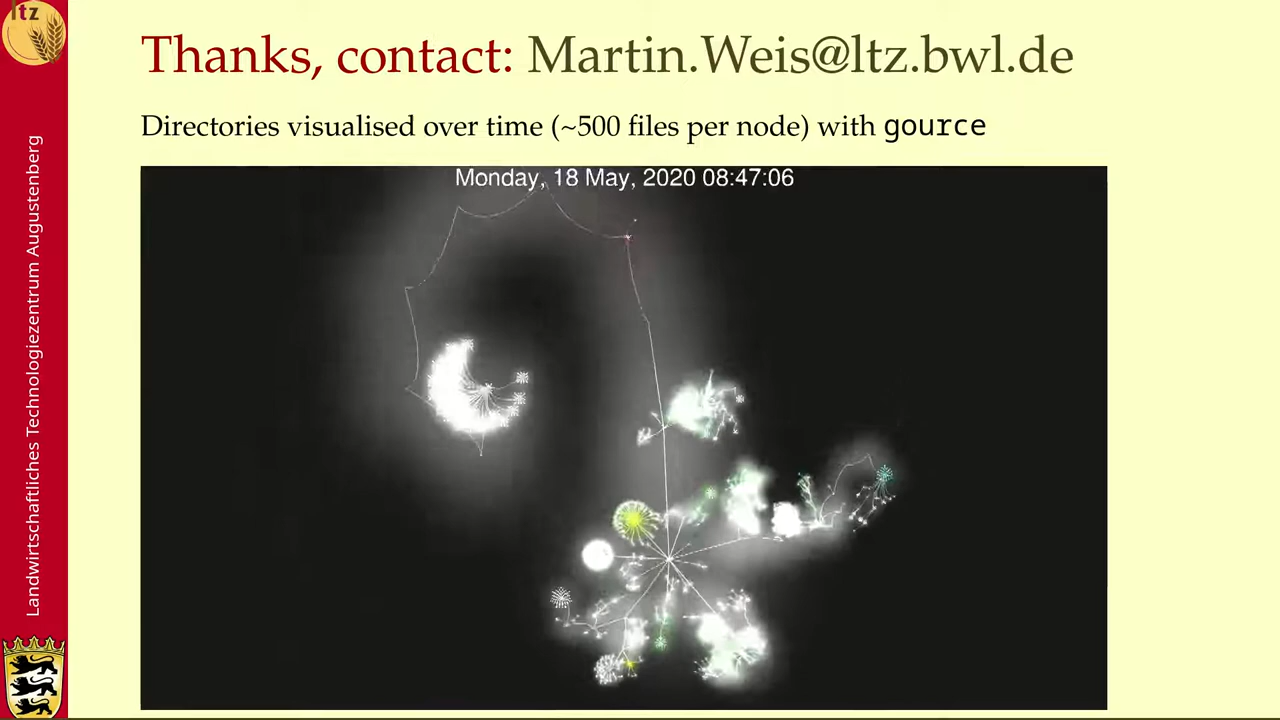 ltz
Thanks, contact: Martin.Weis@ltz.bwl.de
Directories visualised over time (~500 files per node) with gource
Monday, 18 May, 2020 08:47:06
Landwirtschaftliches Technologiezentrum Augustenberg